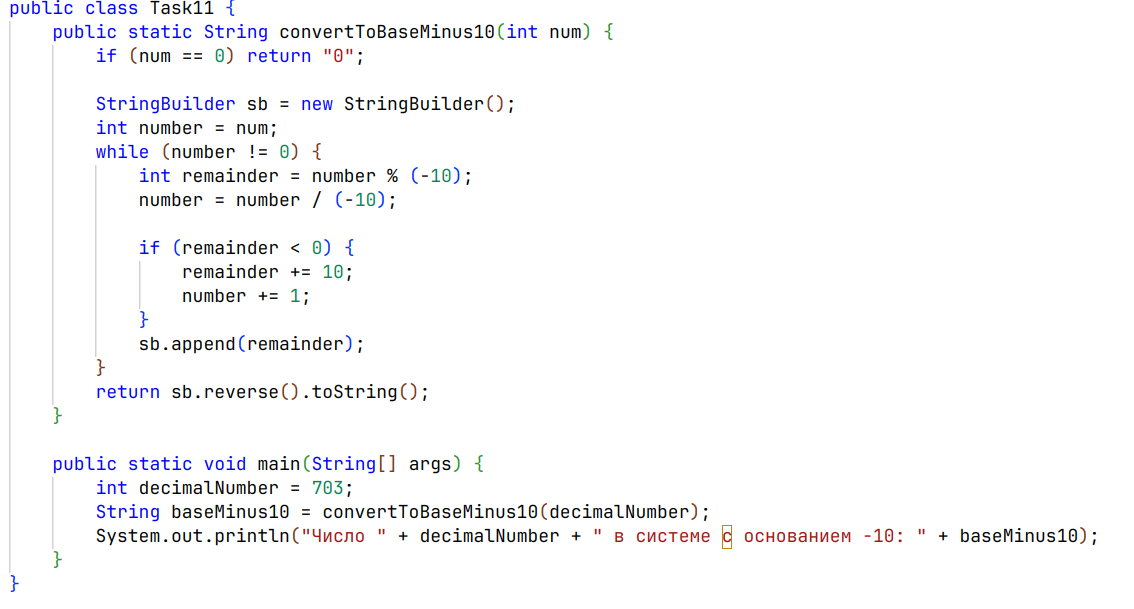 public class Task11 {
    public static String convertToBaseMinus10(int num) {
        if (num == 0) return "0";

        StringBuilder sb = new StringBuilder();
        int number = num;
        while (number != 0) {
            int remainder = number % (-10);
            number = number / (-10);

            if (remainder < 0) {
                remainder += 10;
                number += 1;
            }
            sb.append(remainder);
        }
        return sb.reverse().toString();
    }

    public static void main(String[] args) {
        int decimalNumber = 703;
        String baseMinus10 = convertToBaseMinus10(decimalNumber);
        System.out.println("Число " + decimalNumber + " в системе с основанием -10: " + baseMinus10);
    }
}